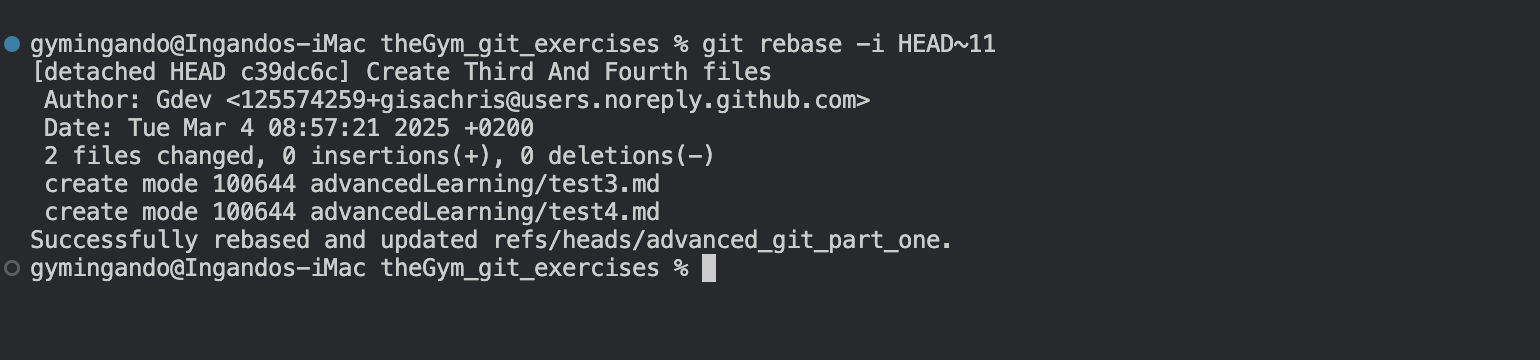 gymingando@Ingandos-iMac theGym_git_exercises % git rebase -i HEAD~11
[detached HEAD c39dc6c] Create Third And Fourth files
 Author: Gdev <125574259+gisachris@users.noreply.github.com>
 Date: Tue Mar 4 08:57:21 2025 +0200
 2 files changed, 0 insertions(+), 0 deletions(-)
 create mode 100644 advancedLearning/test3.md
 create mode 100644 advancedLearning/test4.md
Successfully rebased and updated refs/heads/advanced_git_part_one.
gymingando@Ingandos-iMac theGym_git_exercises %